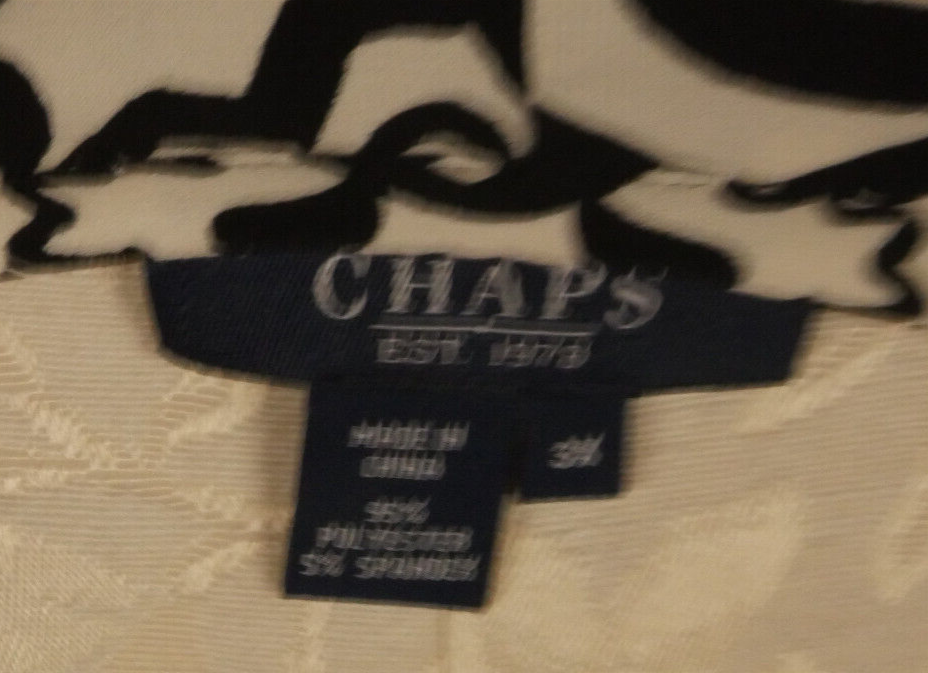 CHAPS
EST. 1978
MADE IN
CHINA
95%
POLYESTER
5% SPANDEX
3X